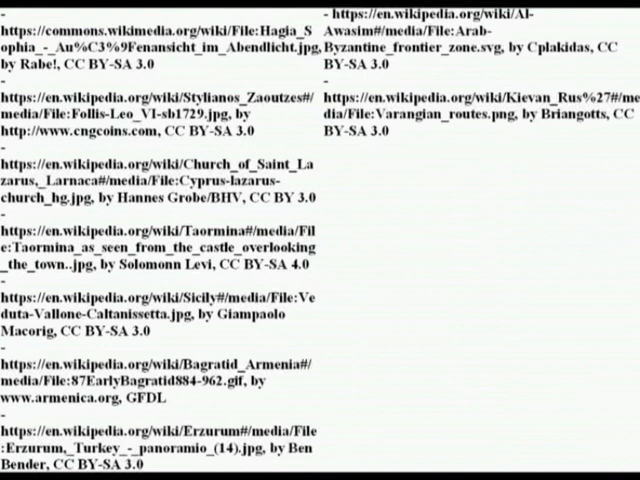 -
https://commons.wikimedia.org/wiki/File:Hagia_S
ophia_-_Au%C3%9Fenansicht_im_Abendlicht.jpg,
by Rabe!, CC BY-SA 3.0
-
https://en.wikipedia.org/wiki/Stylianos_Zaoutzes#/
media/File:Follis-Leo_VI-sb1729.jpg, by
http://www.cngcoins.com, CC BY-SA 3.0
-
https://en.wikipedia.org/wiki/Church_of_Saint_La
zarus,_Larnaca#/media/File:Cyprus-lazarus-
church_hg.jpg, by Hannes Grobe/BHV, CC BY 3.0
-
https://en.wikipedia.org/wiki/Taormina#/media/Fil
e:Taormina_as_seen_from_the_castle_overlooking
_the_town..jpg, by Solomonn Levi, CC BY-SA 4.0
-
https://en.wikipedia.org/wiki/Sicily#/media/File:Ve
duta-Vallone-Caltanissetta.jpg, by Giampaolo
Macorig, CC BY-SA 3.0
-
https://en.wikipedia.org/wiki/Bagratid_Armenia#/
media/File:87EarlyBagratid884-962.gif, by
www.armenica.org, GFDL
-
https://en.wikipedia.org/wiki/Erzurum#/media/File
:Erzurum,_Turkey_-_panoramio_(14).jpg, by Ben
Bender, CC BY-SA 3.0
- https://en.wikipedia.org/wiki/Al-
Awasim#/media/File:Arab-
Byzantine_frontier_zone.svg, by Cplakidas, CC
BY-SA 3.0
-
https://en.wikipedia.org/wiki/Kievan_Rus%27#/me
dia/File:Varangian_routes.png, by Briangotts, CC
BY-SA 3.0